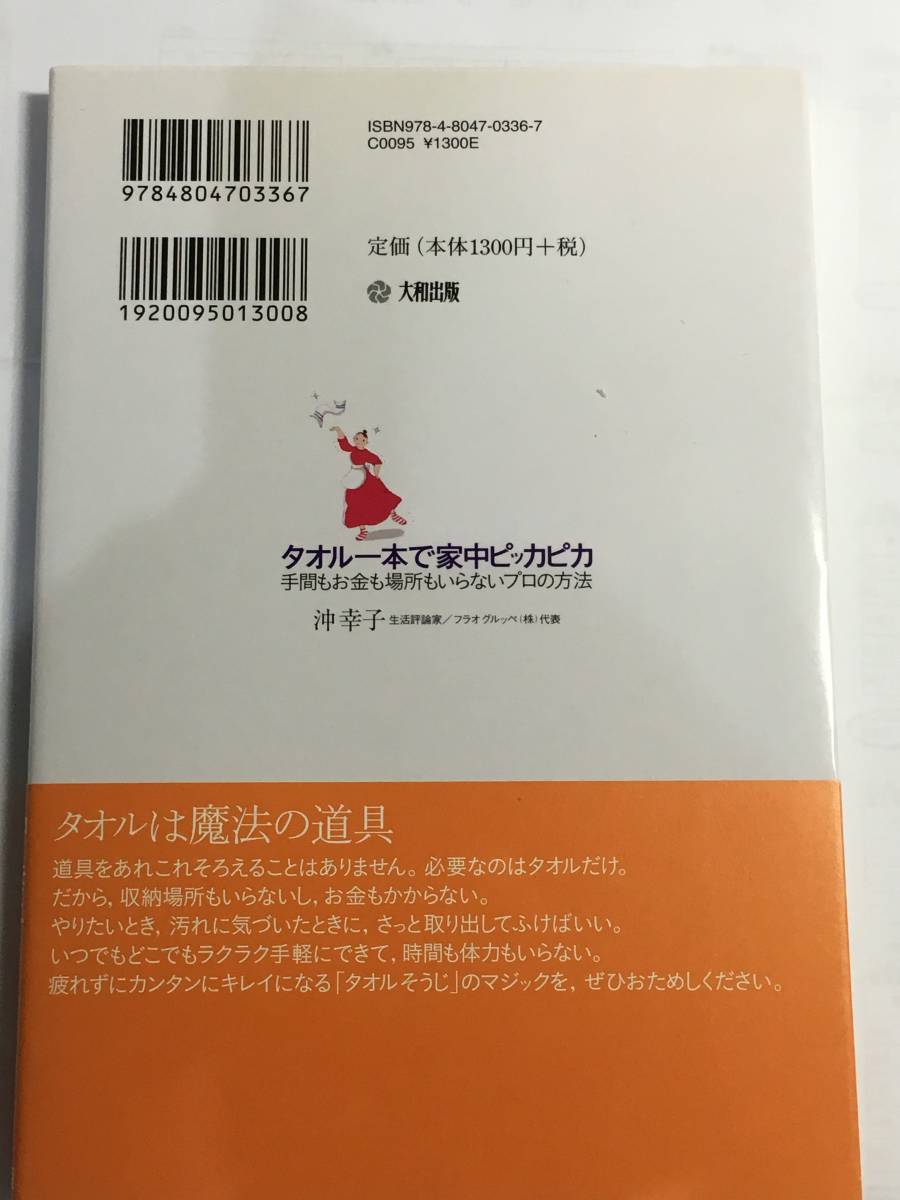 ISBN978-4-8047-0336-7
C0095 ¥1300E
9784804703367
定価（本体1300円＋税）
大和出版
1920095013008
タオル一本で家中ピッカピカ
手間もお金も場所もいらないプロの方法
沖 幸子 生活評論家／フラオ グルッペ（株）代表
タオルは魔法の道具
道具をあれこれそろえることはありません。必要なのはタオルだけ。
だから，収納場所もいらないし，お金もかからない。
やりたいとき，汚れに気づいたときに，さっと取り出してふけばいい。
いつでもどこでもラクラク手軽にできて，時間も体力もいらない。
疲れずにカンタンにキレイになる「タオルそうじ」のマジックを，ぜひおためしください。